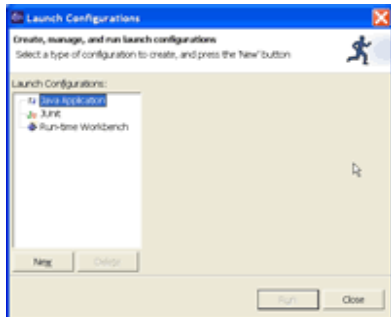 Launch Configurations
Create, manage, and run launch configurations
Select a type of configuration to create, and press the 'New' button
Launch Configurations:
Java Application
JUnit
Run-time Workbench
New
Delete
Run
Close